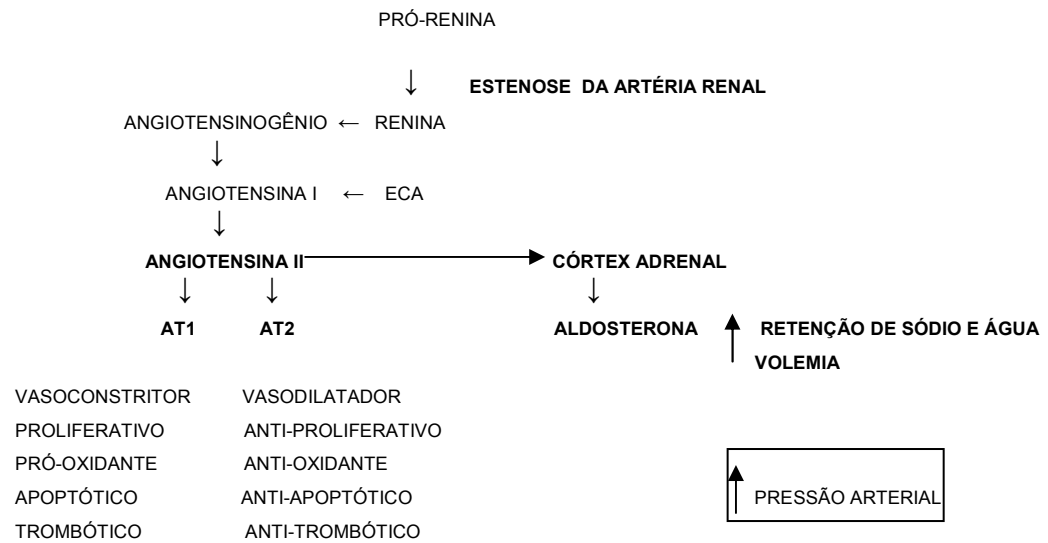 PRÓ-RENINA
↓ ESTENOSE DA ARTÉRIA RENAL
ANGIOTENSINOGÊNIO ← RENINA
↓
ANGIOTENSINA I ← ECA
↓
ANGIOTENSINA II CÓRTEX ADRENAL
↓ ↓ ↓
AT1 AT2 ALDOSTERONA RETENÇÃO DE SÓDIO E ÁGUA
VOLEMIA
VASOCONSTRITOR VASODILATADOR
PROLIFERATIVO ANTI-PROLIFERATIVO
PRÓ-OXIDANTE ANTI-OXIDANTE
APOPTÓTICO ANTI-APOPTÓTICO PRESSÃO ARTERIAL
TROMBÓTICO ANTI-TROMBÓTICO